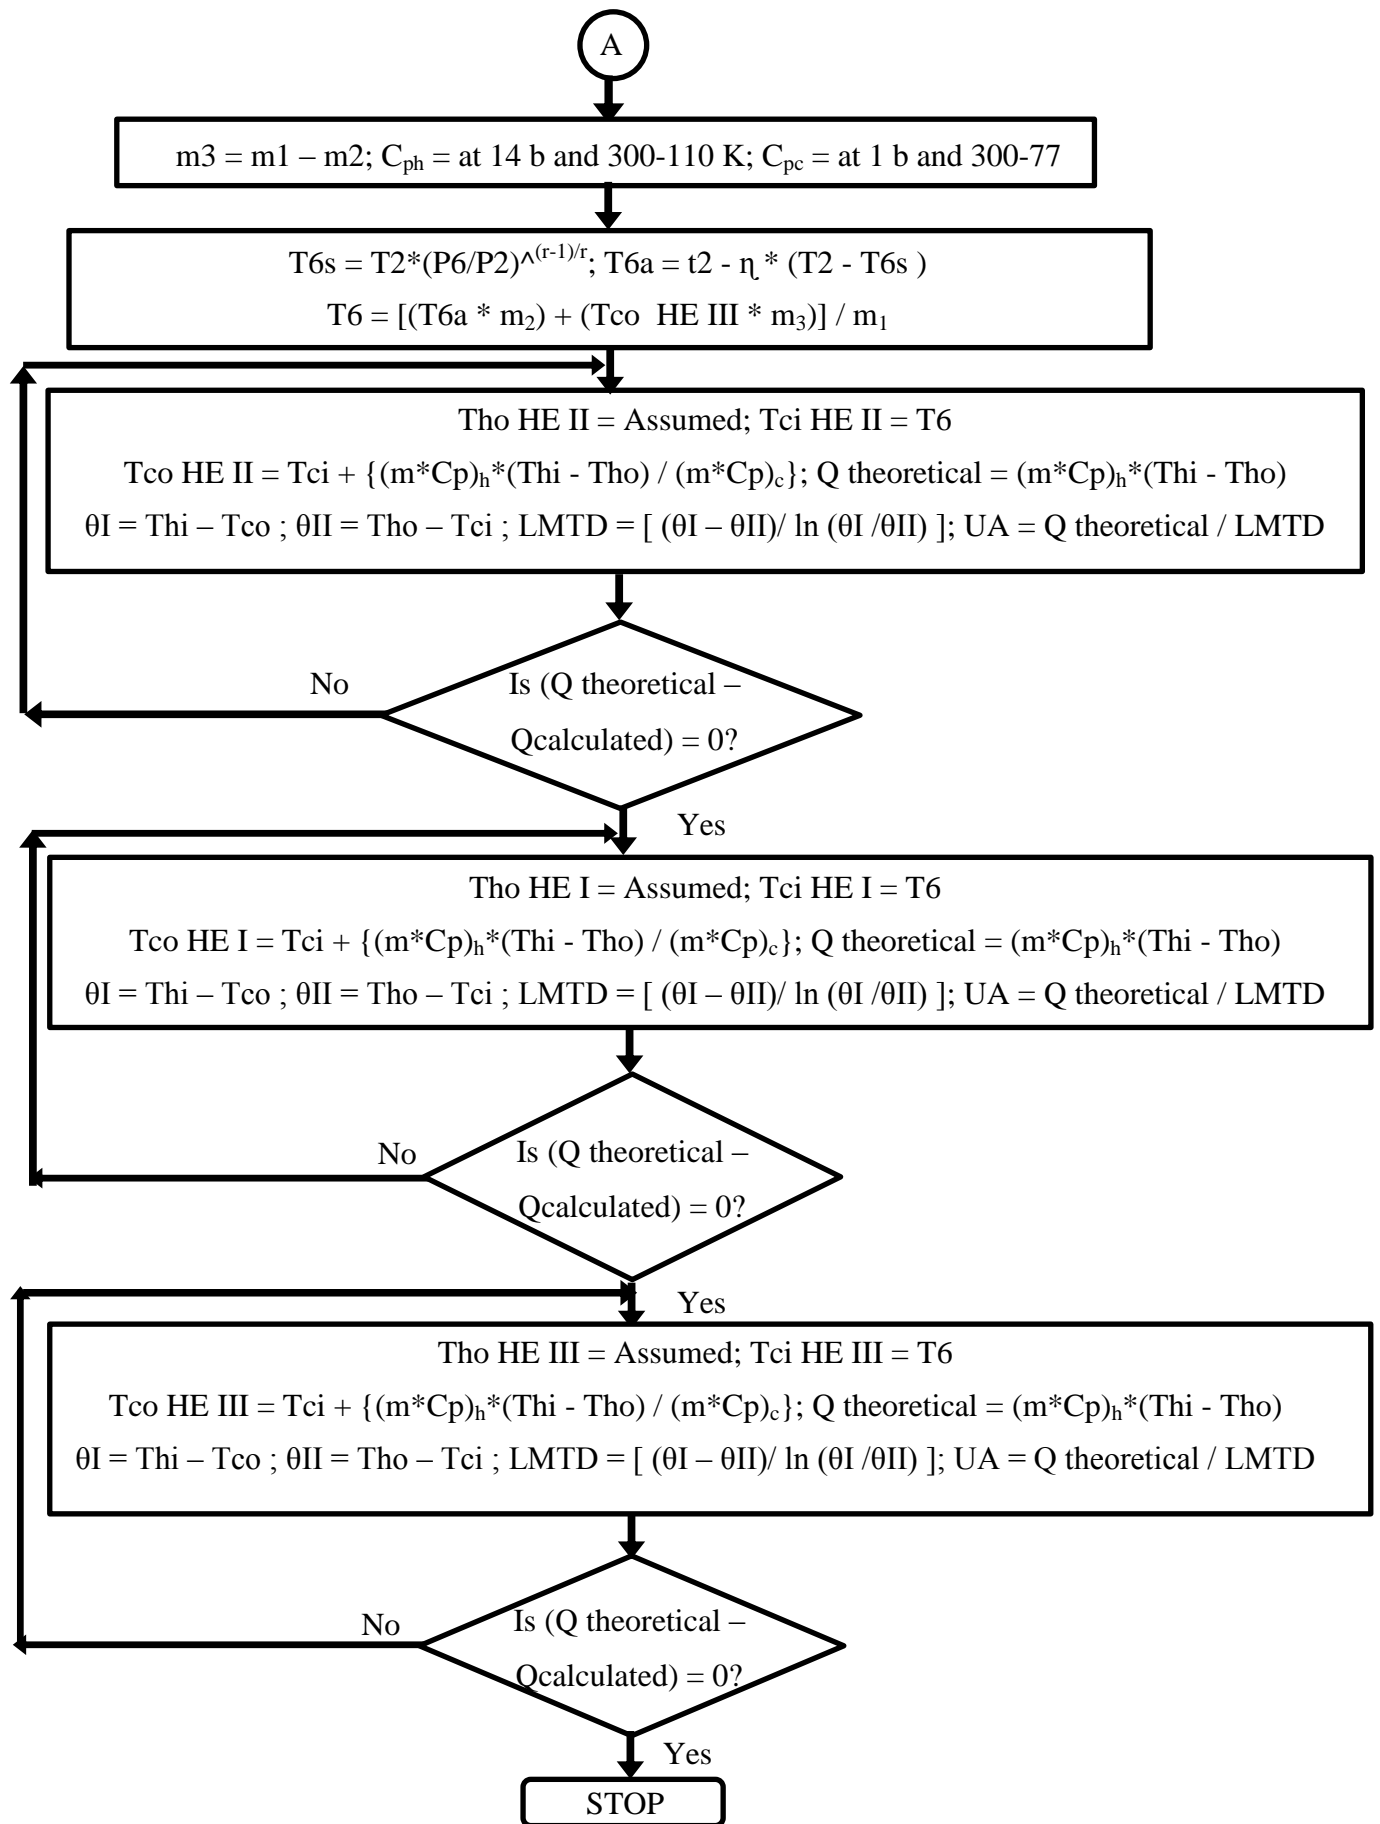 A
m3 = m1 – m2; Cph = at 14 b and 300-110 K; Cpc = at 1 b and 300-77
T6s = T2*(P6/P2)^(r-1)/r; T6a = t2 - η * (T2 - T6s )
T6 = [(T6a * m2) + (Tco HE III * m3)] / m1
Tho HE II = Assumed; Tci HE II = T6
Tco HE II = Tci + {(m*Cp)h*(Thi - Tho) / (m*Cp)c}; Q theoretical = (m*Cp)h*(Thi - Tho)
θI = Thi – Tco ; θII = Tho – Tci ; LMTD = [ (θI – θII)/ ln (θI /θII) ]; UA = Q theoretical / LMTD
No
Is (Q theoretical –
Qcalculated) = 0?
Yes
Tho HE I = Assumed; Tci HE I = T6
Tco HE I = Tci + {(m*Cp)h*(Thi - Tho) / (m*Cp)c}; Q theoretical = (m*Cp)h*(Thi - Tho)
θI = Thi – Tco ; θII = Tho – Tci ; LMTD = [ (θI – θII)/ ln (θI /θII) ]; UA = Q theoretical / LMTD
No
Is (Q theoretical –
Qcalculated) = 0?
Yes
Tho HE III = Assumed; Tci HE III = T6
Tco HE III = Tci + {(m*Cp)h*(Thi - Tho) / (m*Cp)c}; Q theoretical = (m*Cp)h*(Thi - Tho)
θI = Thi – Tco ; θII = Tho – Tci ; LMTD = [ (θI – θII)/ ln (θI /θII) ]; UA = Q theoretical / LMTD
No
Is (Q theoretical –
Qcalculated) = 0?
Yes
STOP